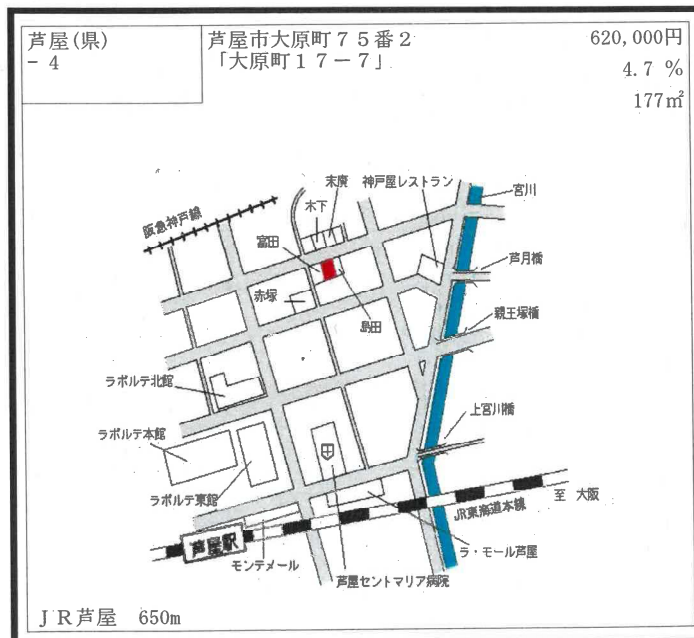 芦屋(県)
- 4
芦屋市大原町75番2
「大原町17-7」
620,000円
4.7 %
177㎡
末廣
神戸屋レストラン
宮川
木下
阪急神戸線
富田
芦月橋
赤塚
島田
親王塚橋
ラポルテ北館
上宮川橋
ラポルテ本館
ラポルテ東館
至 大阪
JR東海道本線
芦屋駅
モンテメール
ラ・モール芦屋
芦屋セントマリア病院
JR芦屋 650m